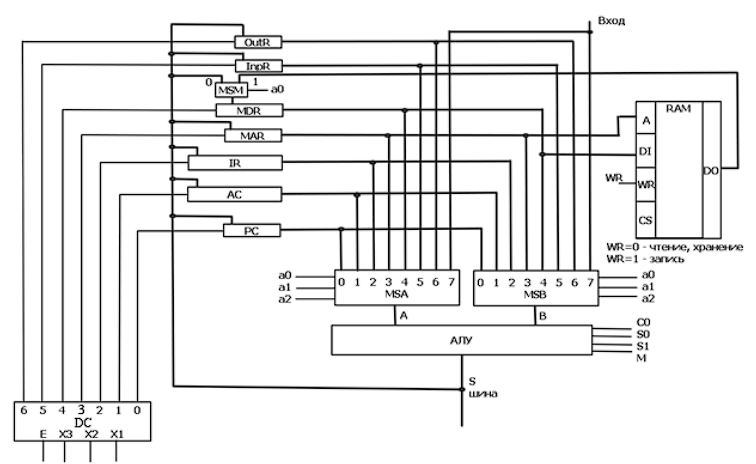 Вход
OutR
InpR
0 1
MSM a0
MDR
RAM
MAR
A
DI
IR
DO
WR WR
AC
CS
PC
WR=0 - чтение, хранение
WR=1 - запись
a0 0 1 2 3 4 5 6 7 0 1 2 3 4 5 6 7 a0
a1 MSA MSB a1
a2 a2
A B
АЛУ
C0
S0
S1
M
S
шина
6 5 4 3 2 1 0
DC
E X3 X2 X1